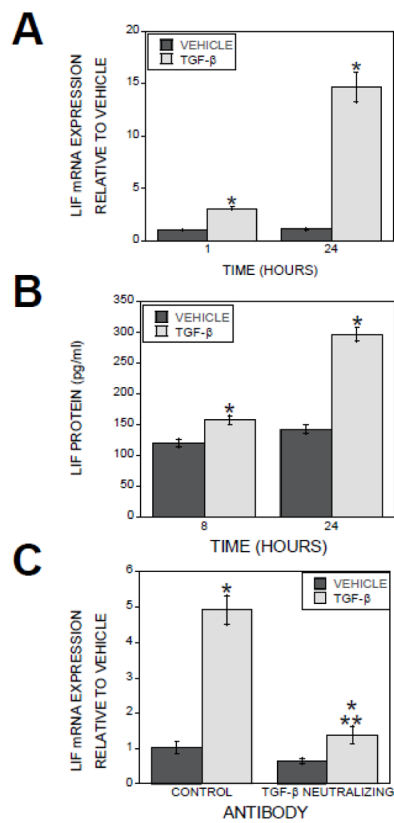 A
LIF mRNA EXPRESSION
RELATIVE TO VEHICLE
20
15
10
5
0
VEHICLE
TGF-β
*
*
1
24
TIME (HOURS)
B
LIF PROTEIN (pg/ml)
350
300
250
200
150
100
50
0
VEHICLE
TGF-β
*
*
8
24
TIME (HOURS)
C
LIF mRNA EXPRESSION
RELATIVE TO VEHICLE
6
5
4
3
2
1
0
VEHICLE
TGF-β
*
*
**
CONTROL
TGF-β NEUTRALIZING
ANTIBODY